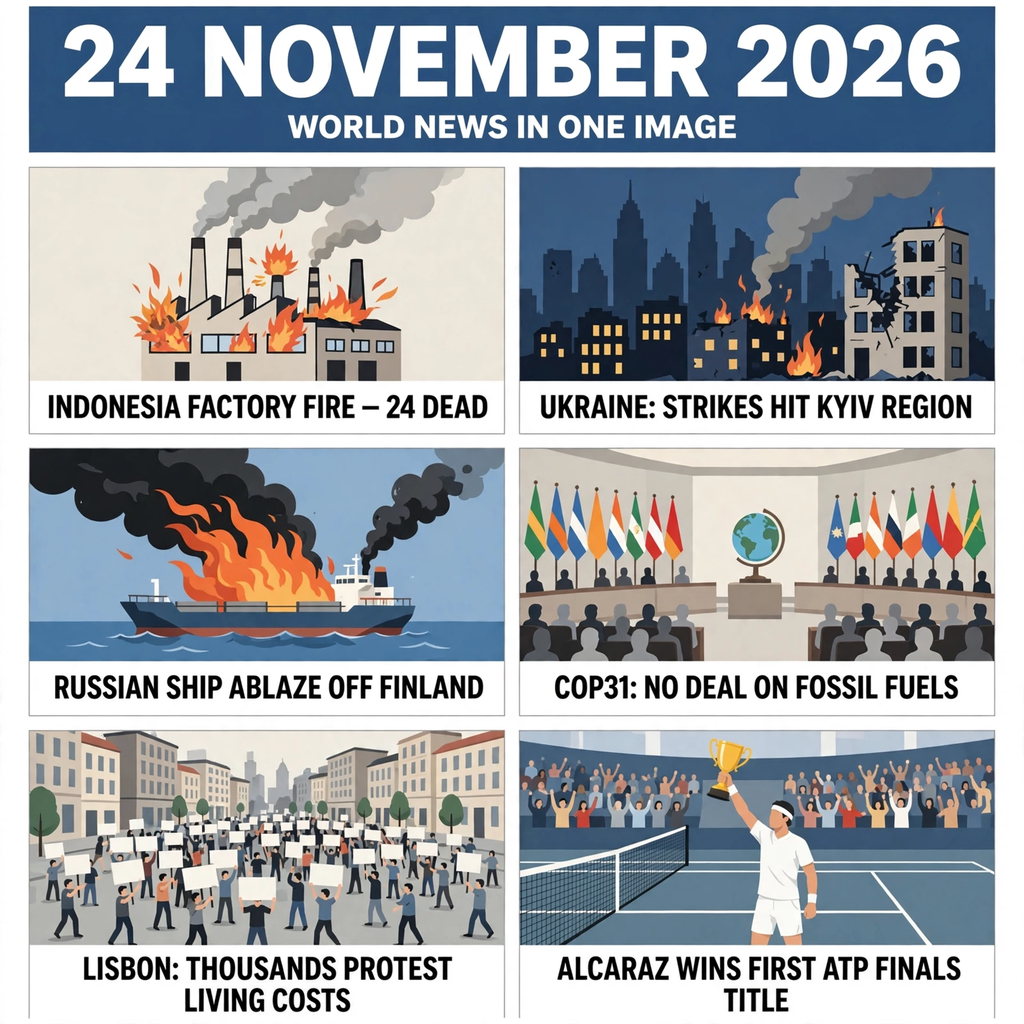 24 NOVEMBER 2026
WORLD NEWS IN ONE IMAGE
INDONESIA FACTORY FIRE – 24 DEAD
UKRAINE: STRIKES HIT KYIV REGION
RUSSIAN SHIP ABLAZE OFF FINLAND
COP31: NO DEAL ON FOSSIL FUELS
LISBON: THOUSANDS PROTEST
LIVING COSTS
ALCARAZ WINS FIRST ATP FINALS
TITLE